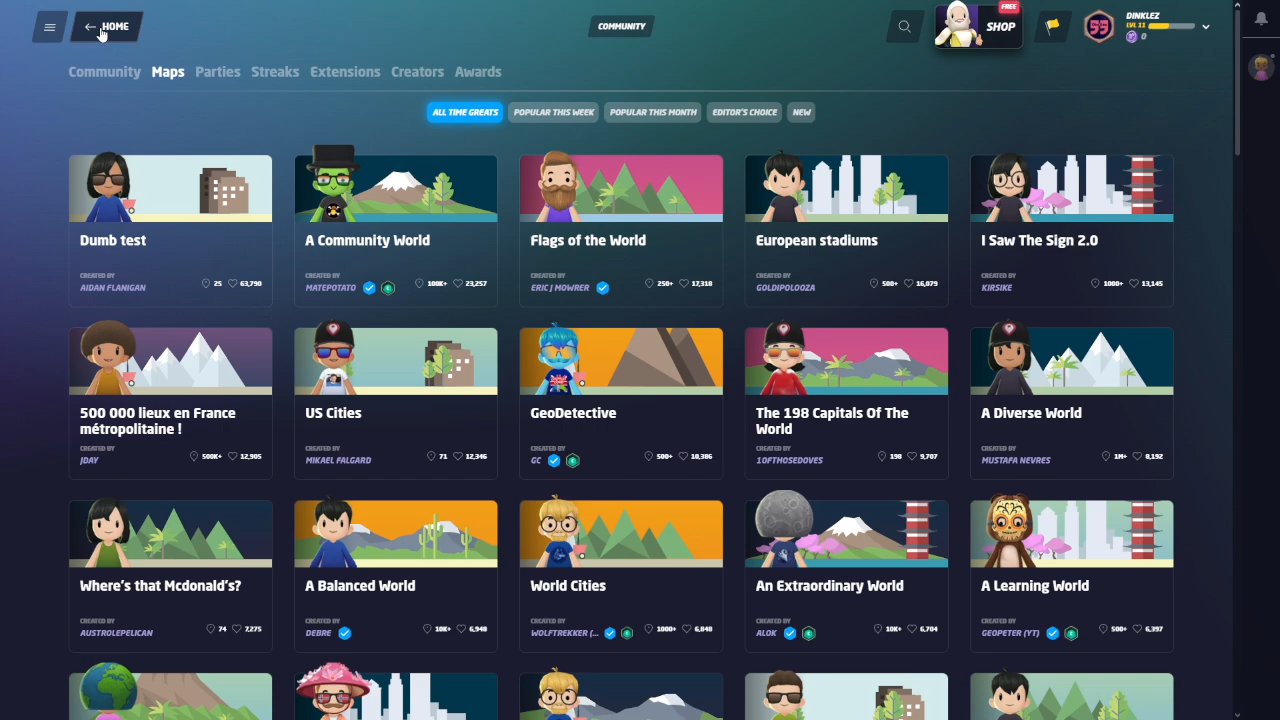 HOME
COMMUNITY
FREE
SHOP
55
DINKLEZ
LVL 11
0
Community Maps Parties Streaks Extensions Creators Awards
ALL TIME GREATS POPULAR THIS WEEK POPULAR THIS MONTH EDITOR'S CHOICE NEW
Dumb test
CREATED BY
AIDAN FLANIGAN
25 63,790
A Community World
CREATED BY
MATEPOTATO
100K+ 23,257
Flags of the World
CREATED BY
ERIC J MOWRER
250+ 17,318
European stadiums
CREATED BY
GOLDIPOLOOZA
500+ 16,079
I Saw The Sign 2.0
CREATED BY
KIRSIKE
1000+ 13,145
500 000 lieux en France
métropolitaine !
CREATED BY
JDAY
500K+ 12,905
US Cities
CREATED BY
MIKAEL FALGARD
71 12,346
GeoDetective
CREATED BY
GC
500+ 10,386
The 198 Capitals Of The
World
CREATED BY
1OFTHOSEDOVES
198 9,707
A Diverse World
CREATED BY
MUSTAFA NEVRES
1M+ 8,192
Where's that Mcdonald's?
CREATED BY
AUSTROLEPELICAN
74 7,275
A Balanced World
CREATED BY
DEBRE
10K+ 6,948
World Cities
CREATED BY
WOLFTREKKER (...
1000+ 6,848
An Extraordinary World
CREATED BY
ALOK
10K+ 6,704
A Learning World
CREATED BY
GEOPETER (YT)
500+ 6,397